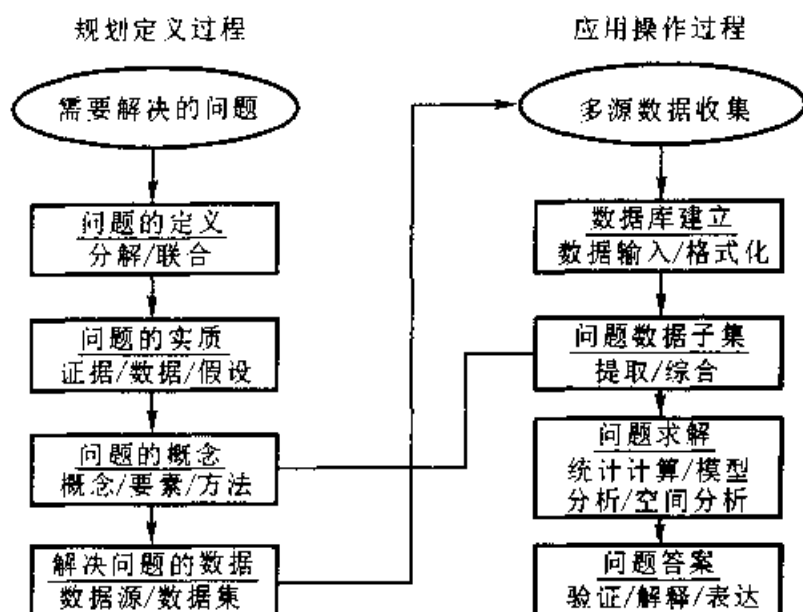 规划定义过程
需要解决的问题
问题的定义
分解/联合
问题的实质
证据/数据/假设
问题的概念
概念/要素/方法
解决问题的数据
数据源/数据集
应用操作过程
多源数据收集
数据库建立
数据输入/格式化
问题数据子集
提取/综合
问题求解
统计计算/模型
分析/空间分析
问题答案
验证/解释/表达